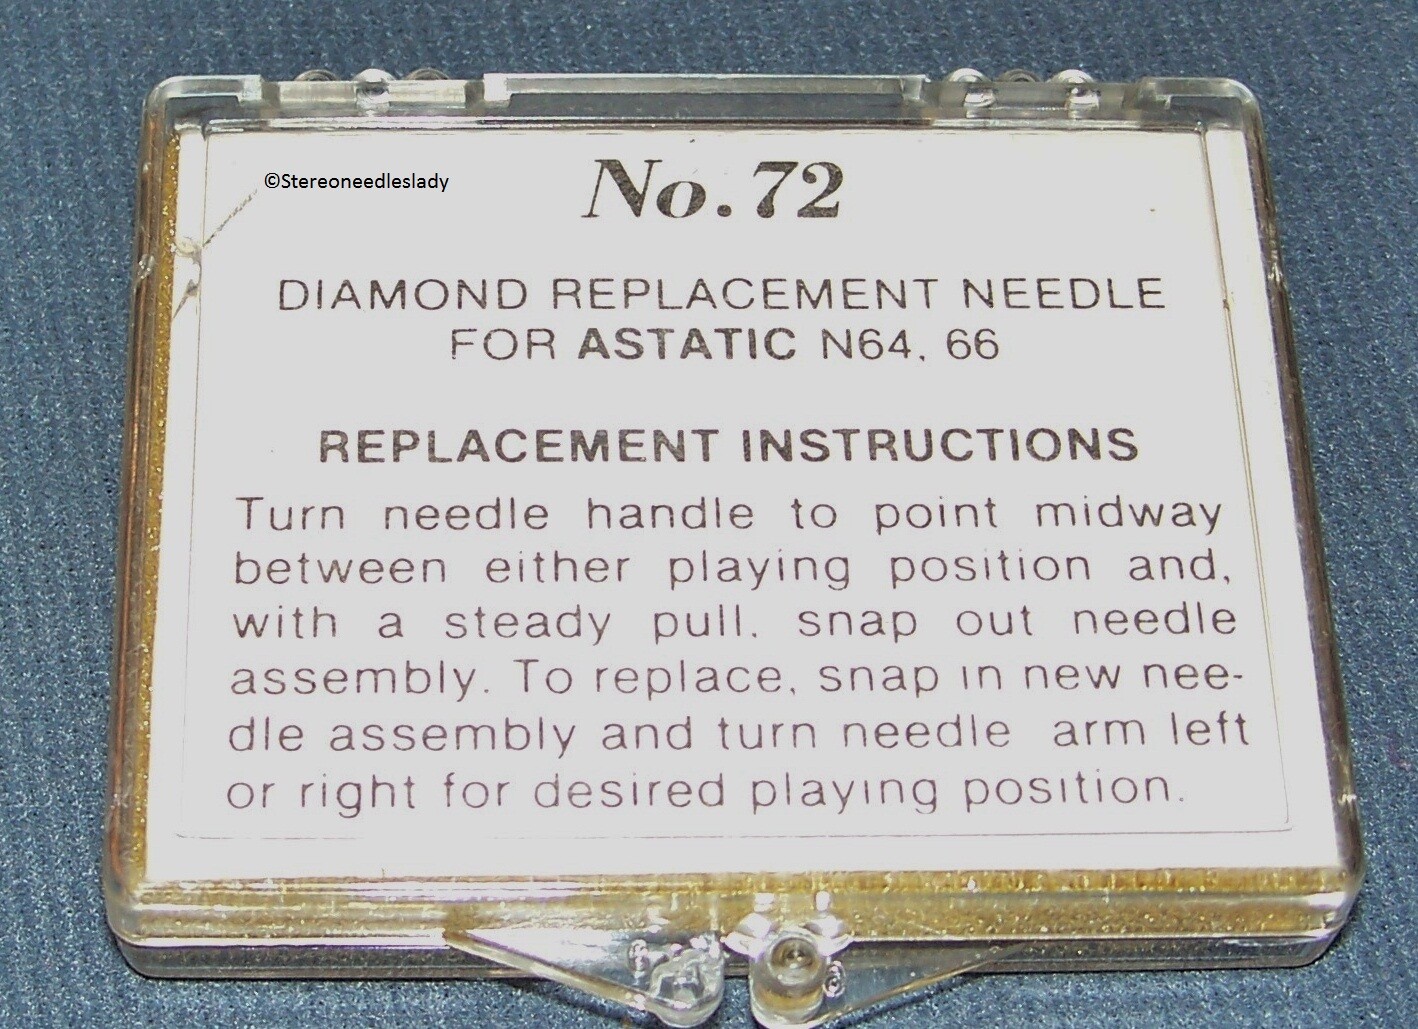 No. 72
©Stereoneedleslady
DIAMOND REPLACEMENT NEEDLE
FOR ASTATIC N64, 66
REPLACEMENT INSTRUCTIONS
Turn needle handle to point midway
between either playing position and,
with a steady pull, snap out needle
assembly. To replace, snap in new nee-
dle assembly and turn needle arm left
or right for desired playing position.